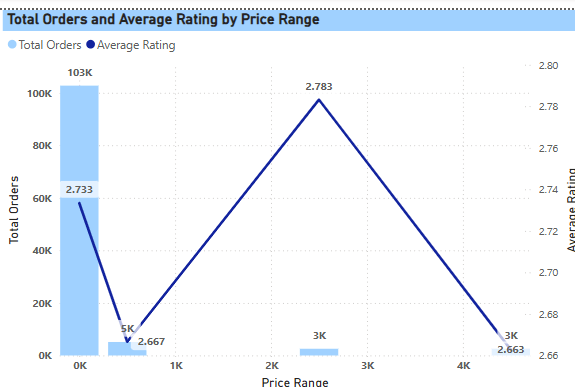 Total Orders and Average Rating by Price Range
Total Orders Average Rating
103K
2.80
2.783
100K
2.78
80K
2.76
2.733
2.74
60K
2.72
40K
2.70
20K
2.68
5K
2.667
3K
3K
2.663
0K
2.66
0K 1K 2K 3K 4K
Price Range
Total Orders
Average Rating